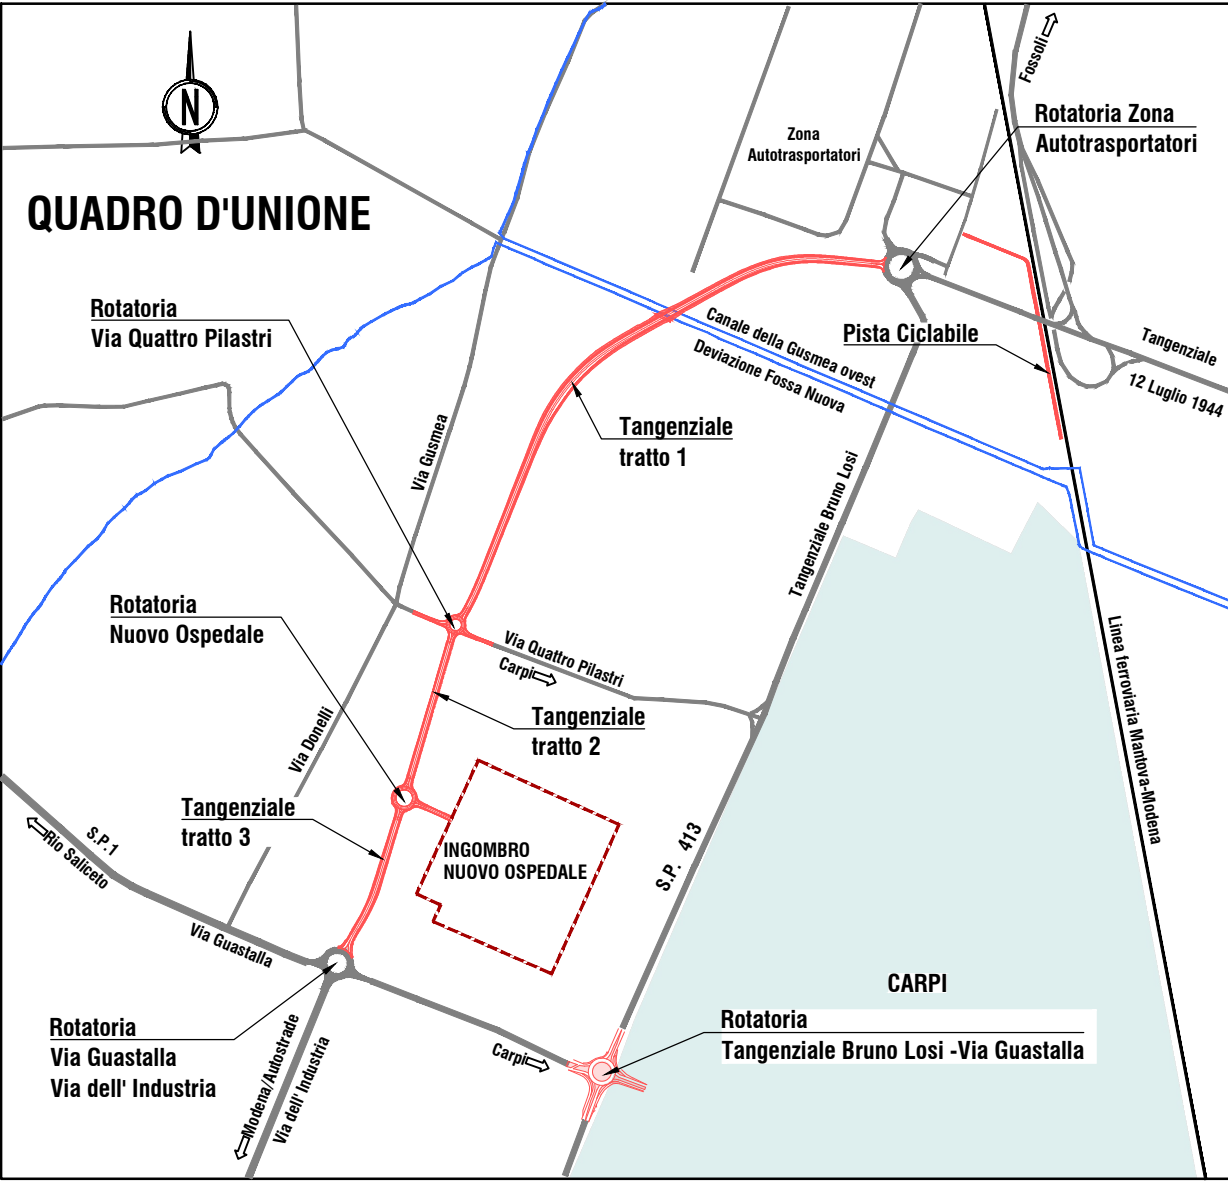 Fossoli
N
Rotatoria Zona
Autotrasportatori
Zona
Autotrasportatori
QUADRO D'UNIONE
Rotatoria
Via Quattro Pilastri
Canale della Gusmea ovest
Deviazione Fossa Nuova
Pista Ciclabile
Tangenziale
12 Luglio 1944
Via Gusmea
Tangenziale
tratto 1
Tangenziale Bruno Losi
Rotatoria
Nuovo Ospedale
Via Quattro Pilastri
Carpi
Linea ferroviaria Mantova-Modena
Via Donelli
Tangenziale
tratto 2
Tangenziale
tratto 3
S.P.1
Rio Saliceto
INGOMBRO
NUOVO OSPEDALE
S.P. 413
Via Guastalla
CARPI
Rotatoria
Via Guastalla
Via dell' Industria
Modena/Autostrade
Via dell' Industria
Carpi
Rotatoria
Tangenziale Bruno Losi -Via Guastalla